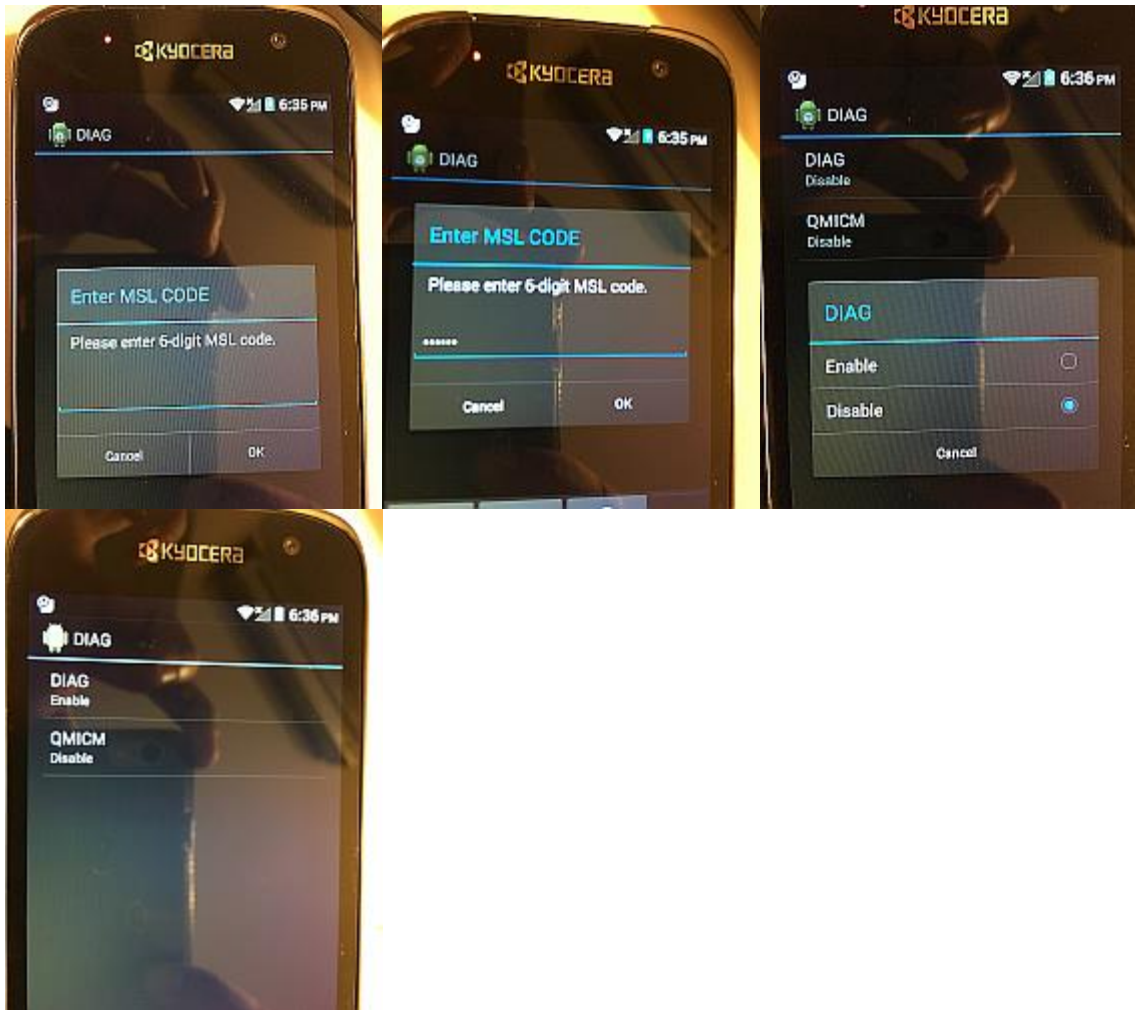 KYOCERA
6:35 PM
DIAG
Enter MSL CODE
Please enter 6-digit MSL code.
Cancel
OK
KYOCERA
6:35 PM
DIAG
Enter MSL CODE
Please enter 6-digit MSL code.
••••••
Cancel
OK
KYOCERA
6:36 PM
DIAG
DIAG
Disable
QMICM
Disable
DIAG
Enable
Disable
Cancel
KYOCERA
6:36 PM
DIAG
DIAG
Enable
QMICM
Disable